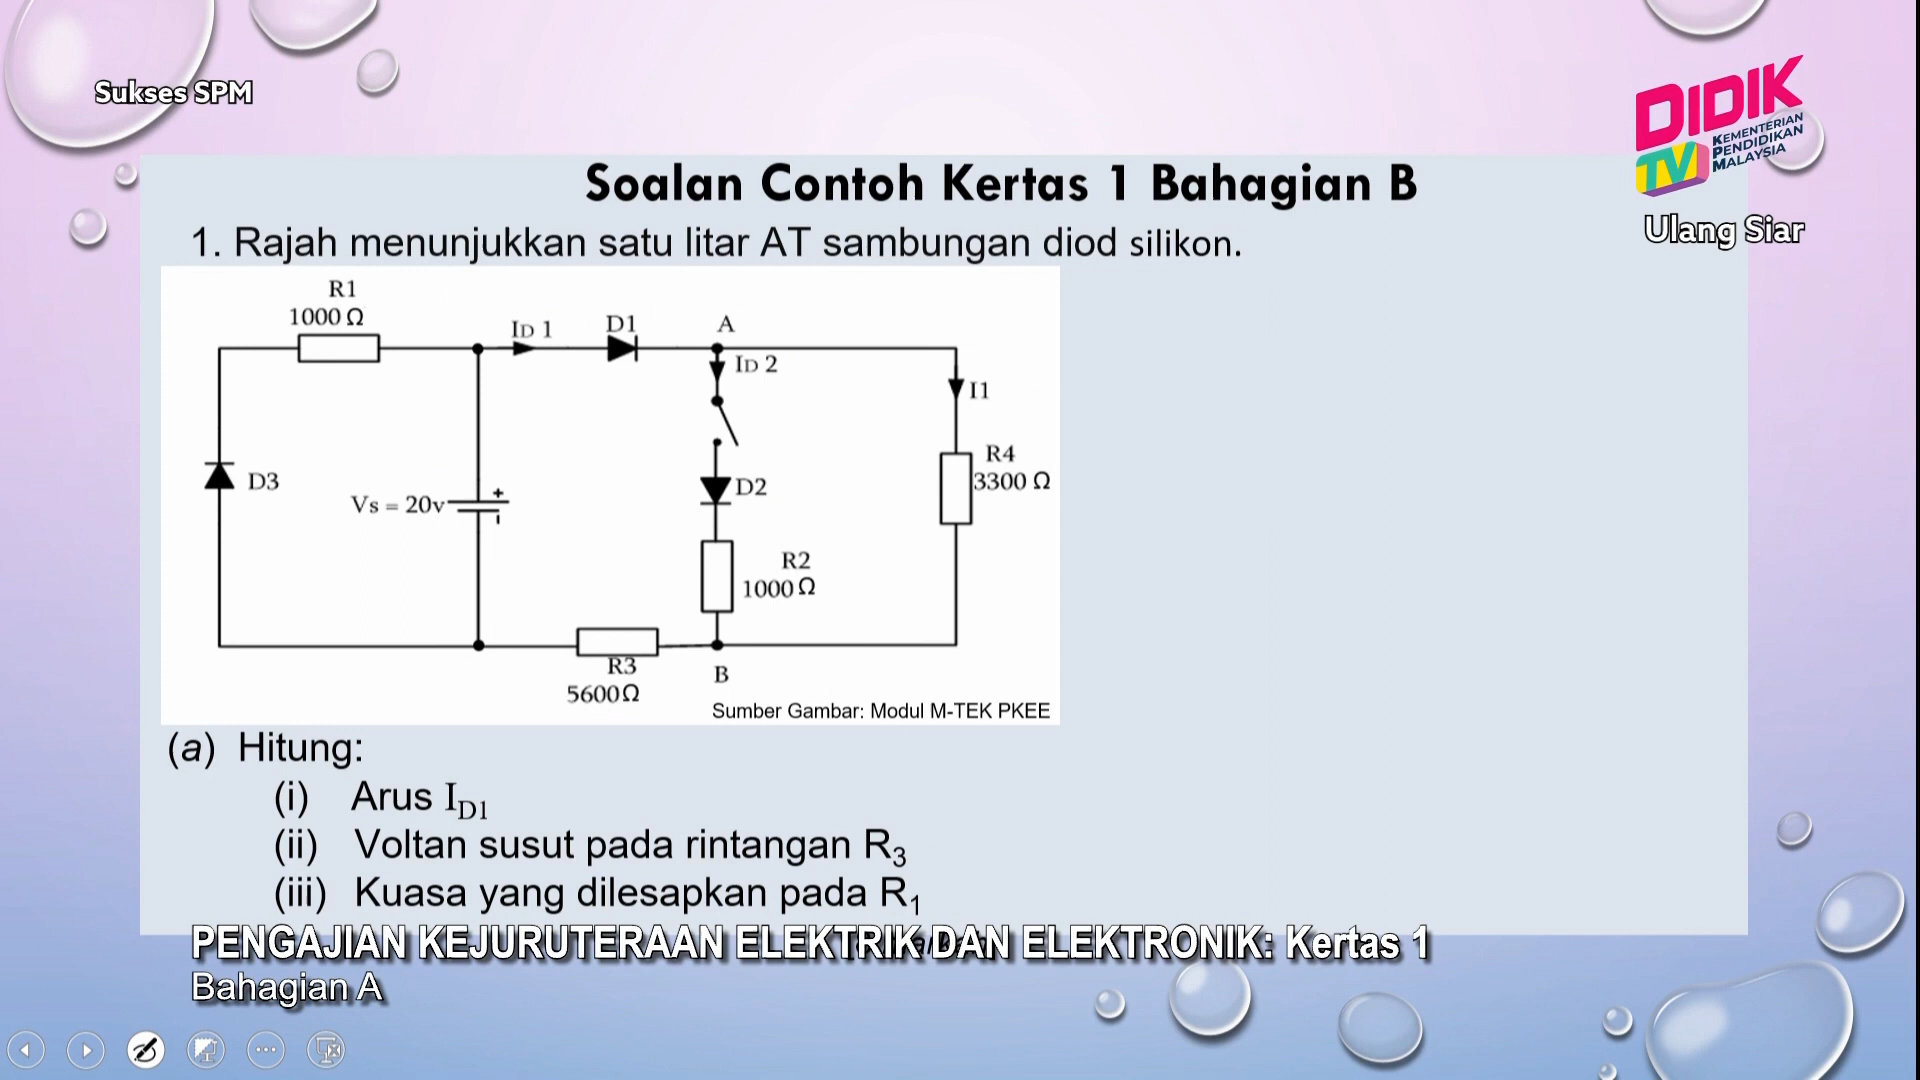 Sukses SPM
DIDIK
TV
KEMENTERIAN
PENDIDIKAN
MALAYSIA
Ulang Siar
Soalan Contoh Kertas 1 Bahagian B
1. Rajah menunjukkan satu litar AT sambungan diod silikon.
R1
1000 Ω
ID 1
D1
A
ID 2
I1
D3
Vs = 20v
+
-
D2
R4
3300 Ω
R2
1000 Ω
R3
5600Ω
B
Sumber Gambar: Modul M-TEK PKEE
(a) Hitung:
(i) Arus I_D1
(ii) Voltan susut pada rintangan R₃
(iii) Kuasa yang dilesapkan pada R₁
PENGAJIAN KEJURUTERAAN ELEKTRIK DAN ELEKTRONIK: Kertas 1
Bahagian A